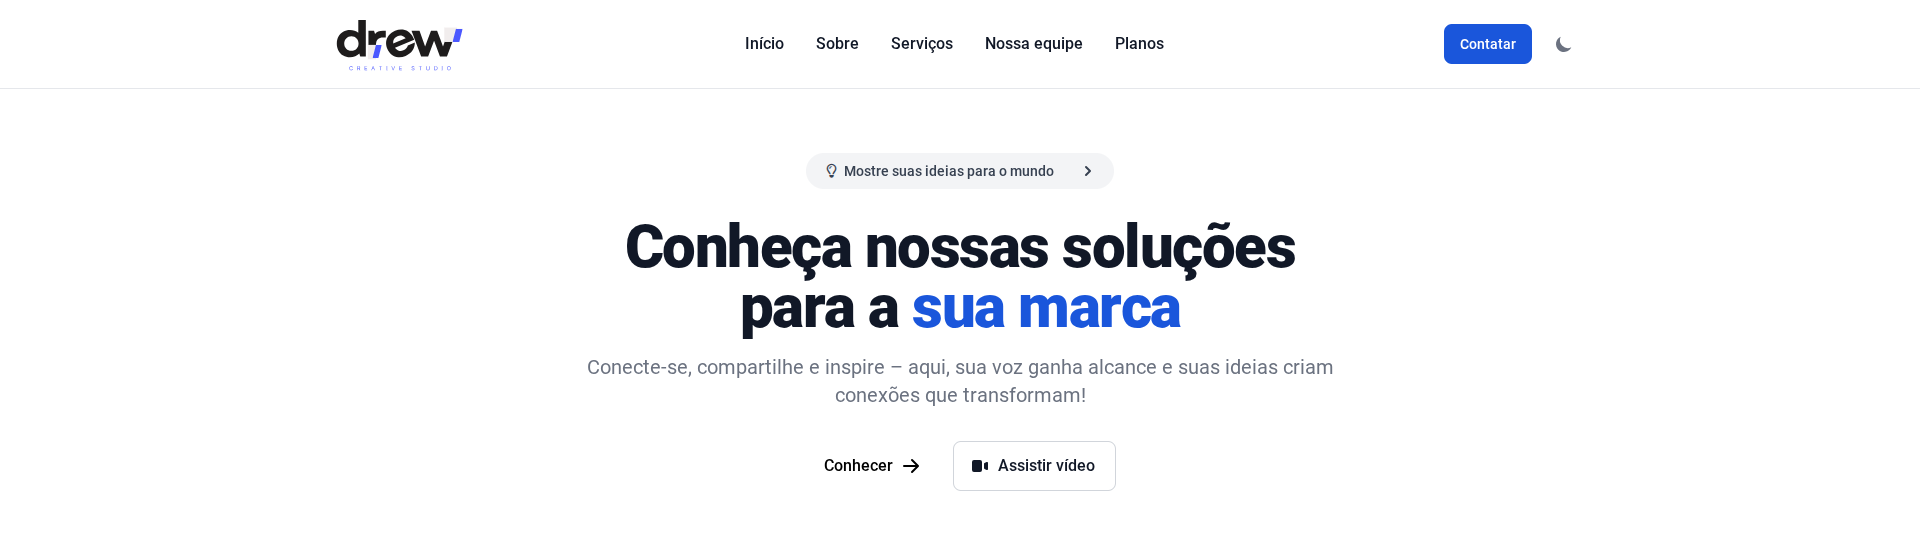 drew
CREATIVE STUDIO
Início
Sobre
Serviços
Nossa equipe
Planos
Contatar
Mostre suas ideias para o mundo
Conheça nossas soluções
para a sua marca
Conecte-se, compartilhe e inspire – aqui, sua voz ganha alcance e suas ideias criam
conexões que transformam!
Conhecer
Assistir vídeo